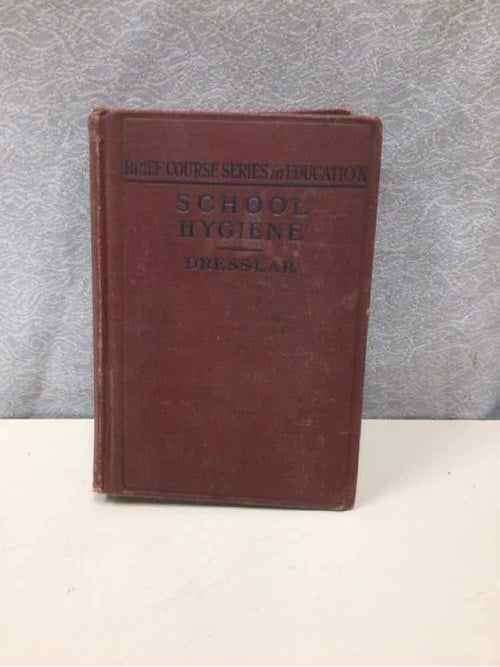 BRIEF COURSE SERIES in EDUCATION
SCHOOL
HYGIENE
DRESSLAR